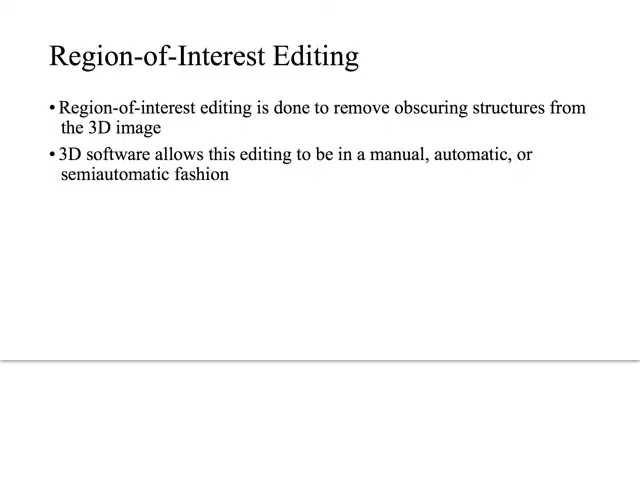 Region-of-Interest Editing
• Region-of-interest editing is done to remove obscuring structures from
the 3D image
• 3D software allows this editing to be in a manual, automatic, or
semiautomatic fashion